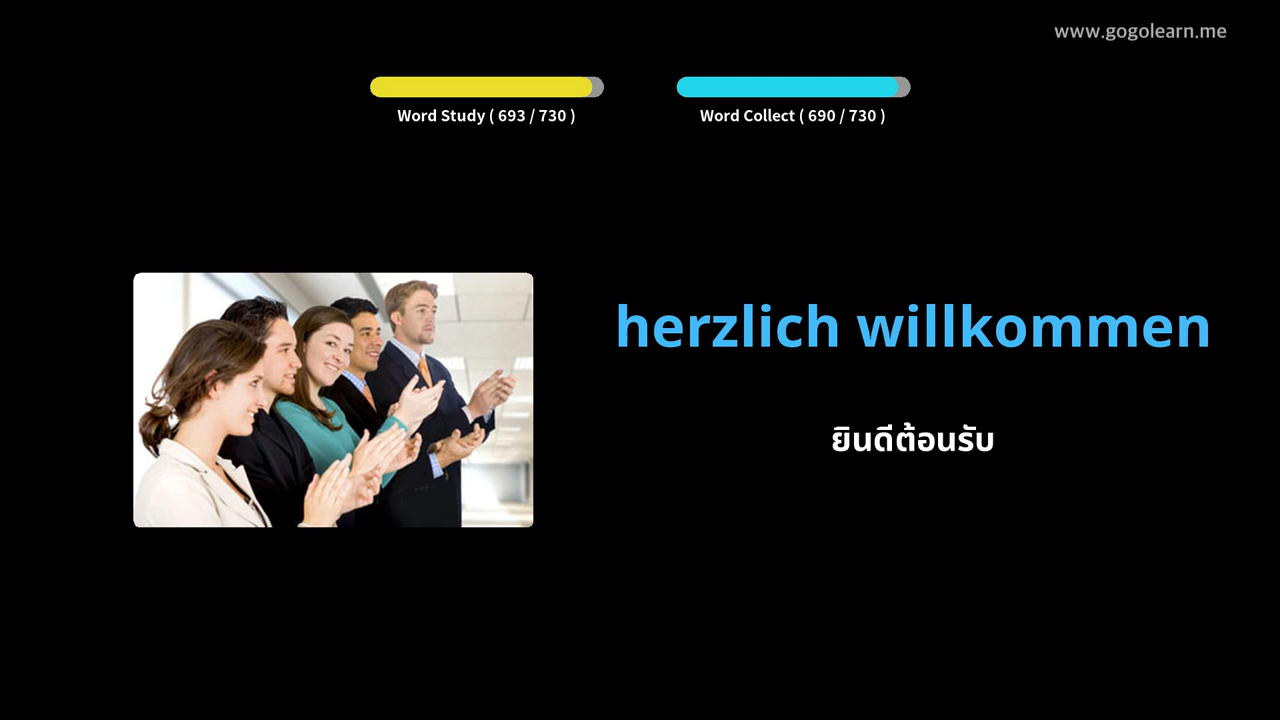 www.gogolearn.me
Word Study ( 693 / 730 )
Word Collect ( 690 / 730 )
herzlich willkommen
ยินดีต้อนรับ